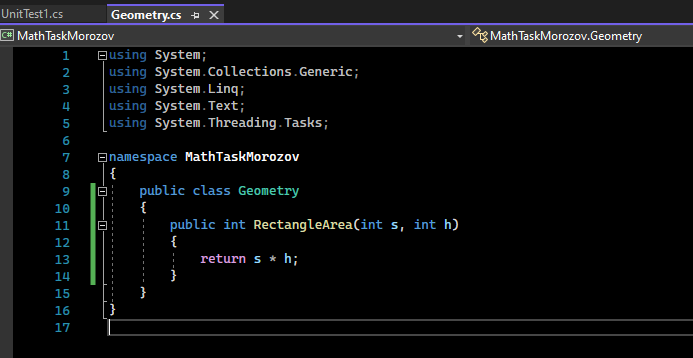 UnitTest1.cs Geometry.cs
C# MathTaskMorozov MathTaskMorozov.Geometry
1 using System;
2 using System.Collections.Generic;
3 using System.Linq;
4 using System.Text;
5 using System.Threading.Tasks;
6
7 namespace MathTaskMorozov
8 {
9 public class Geometry
10 {
11 public int RectangleArea(int s, int h)
12 {
13 return s * h;
14 }
15 }
16 }
17